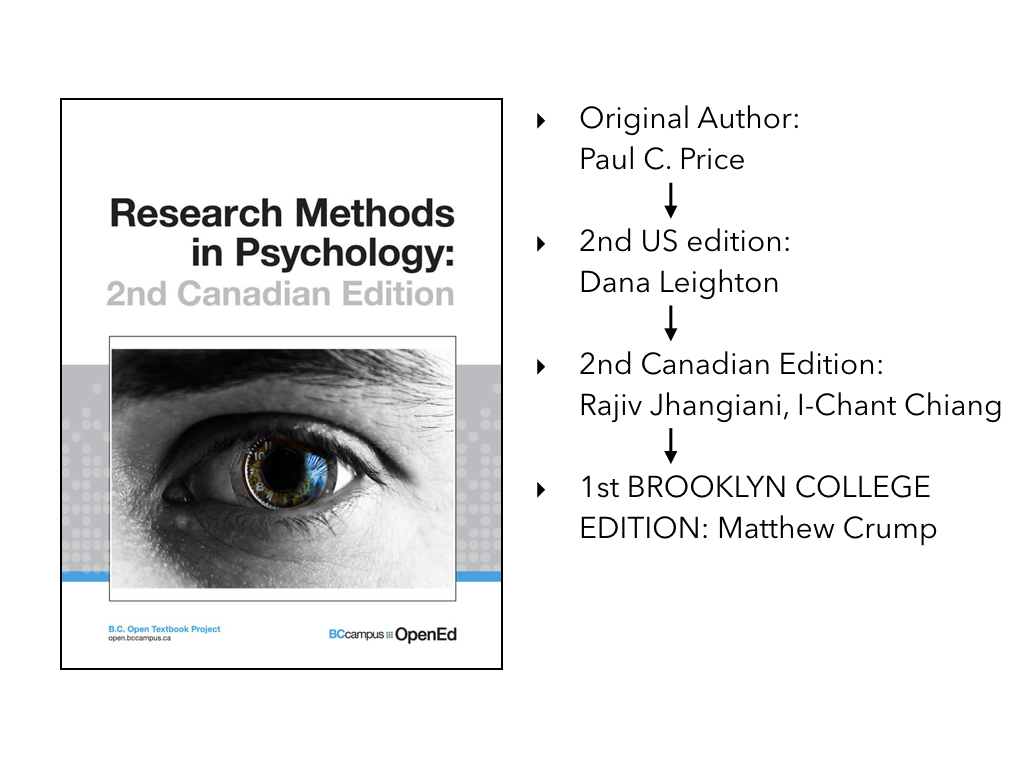 Research Methods
in Psychology:
2nd Canadian Edition
B.C. Open Textbook Project
open.bccampus.ca
BCcampus OpenEd
Original Author:
Paul C. Price
2nd US edition:
Dana Leighton
2nd Canadian Edition:
Rajiv Jhangiani, I-Chant Chiang
1st BROOKLYN COLLEGE
EDITION: Matthew Crump